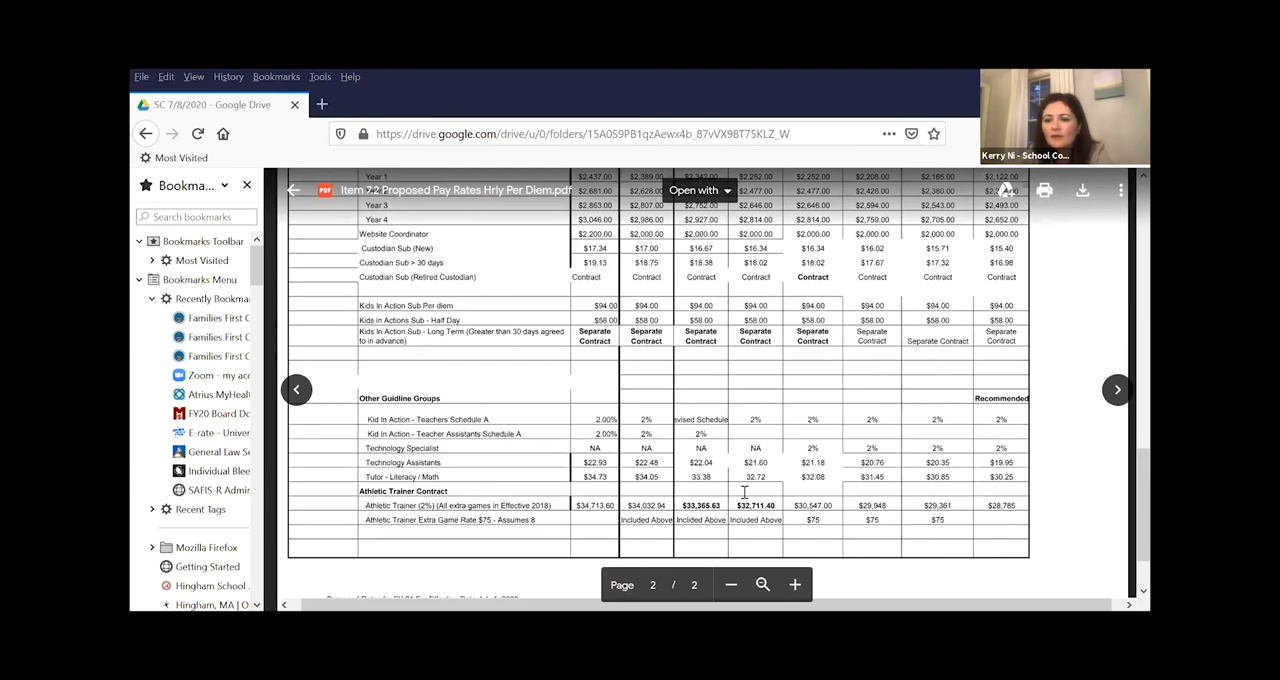 File Edit View History Bookmarks Tools Help
SC 7/8/2020 - Google Drive
https://drive.google.com/drive/u/0/folders/15A0S9PB1qzAewx4b_87vVX98T75KLZ_W
Most Visited
Kerry Ni - School Co...
Bookma...
Search bookmarks
Bookmarks Toolbar
Most Visited
Bookmarks Menu
Recently Bookma
Families First C
Families First C
Families First C
Zoom - my acc
Atrius MyHealt
FY20 Board Do
E-rate - Univer
General Law S
Individual Blee
SAFIS-R Admir
Recent Tags
Mozilla Firefox
Getting Started
Hingham School
Hingham, MA | O
PDF Item 7.2 Proposed Pay Rates Hrly Per Diem.pdf Open with
Year 1 $2,437.00 $2,389.00 $2,342.00 $2,252.00 $2,252.00 $2,208.00 $2,165.00 $2,122.00
$2,681.00 $2,628.00 $2,477.00 $2,477.00 $2,428.00 $2,380.00
Year 3 $2,863.00 $2,807.00 $2,752.00 $2,646.00 $2,646.00 $2,594.00 $2,543.00 $2,493.00
Year 4 $3,046.00 $2,986.00 $2,927.00 $2,814.00 $2,814.00 $2,759.00 $2,705.00 $2,652.00
Website Coordinator $2,200.00 $2,000.00 $2,000.00 $2,000.00 $2,000.00 $2,000.00 $2,000.00 $2,000.00
Custodian Sub (New) $17.34 $17.00 $16.67 $16.34 $16.34 $16.02 $15.71 $15.40
Custodian Sub > 30 days $19.13 $18.75 $18.38 $18.02 $18.02 $17.67 $17.32 $16.98
Custodian Sub (Retired Custodian) Contract Contract Contract Contract Contract Contract Contract Contract
Kids In Action Sub Per diem $94.00 $94.00 $94.00 $94.00 $94.00 $94.00 $94.00 $94.00
Kids In Action Sub - Half Day $58.00 $58.00 $58.00 $58.00 $58.00 $58.00 $58.00 $58.00
Kids In Action Sub - Long Term (Greater than 30 days agreed to in advance) Separate Contract Separate Contract Separate Contract Separate Contract Separate Contract Separate Contract Separate Contract Separate Contract
Other Guidline Groups Recommended
Kid In Action - Teachers Schedule A 2.00% 2% evised Schedule 2% 2% 2% 2% 2%
Kid In Action - Teacher Assistants Schedule A 2.00% 2% 2%
Technology Specialist NA NA NA NA 2% 2% 2% 2%
Technology Assistants $22.93 $22.48 $22.04 $21.60 $21.18 $20.76 $20.35 $19.95
Tutor - Literacy / Math $34.73 $34.05 33.38 32.72 $32.08 $31.45 $30.85 $30.25
Athletic Trainer Contract
Athletic Trainer (2%) (All extra games in Effective 2018) $34,713.60 $34,032.94 $33,365.63 $32,711.40 $30,547.00 $29,948 $29,361 $28,785
Athletic Trainer Extra Game Rate $75 - Assumes 8 Included Above Inclided Above Included Above $75 $75 $75
Page 2 / 2